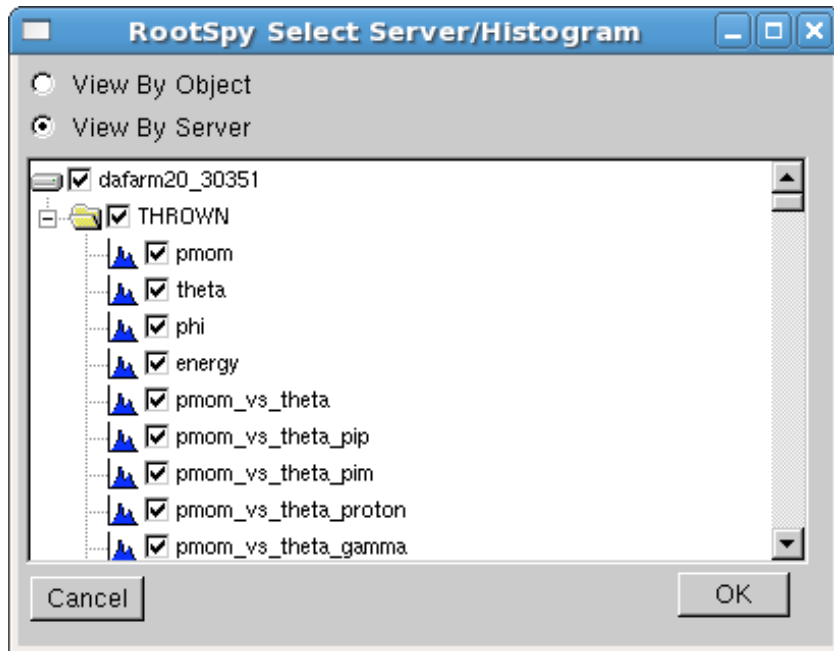 RootSpy Select Server/Histogram
View By Object
View By Server
dafarm20_30351
THROWN
pmom
theta
phi
energy
pmom_vs_theta
pmom_vs_theta_pip
pmom_vs_theta_pim
pmom_vs_theta_proton
pmom_vs_theta_gamma
Cancel OK